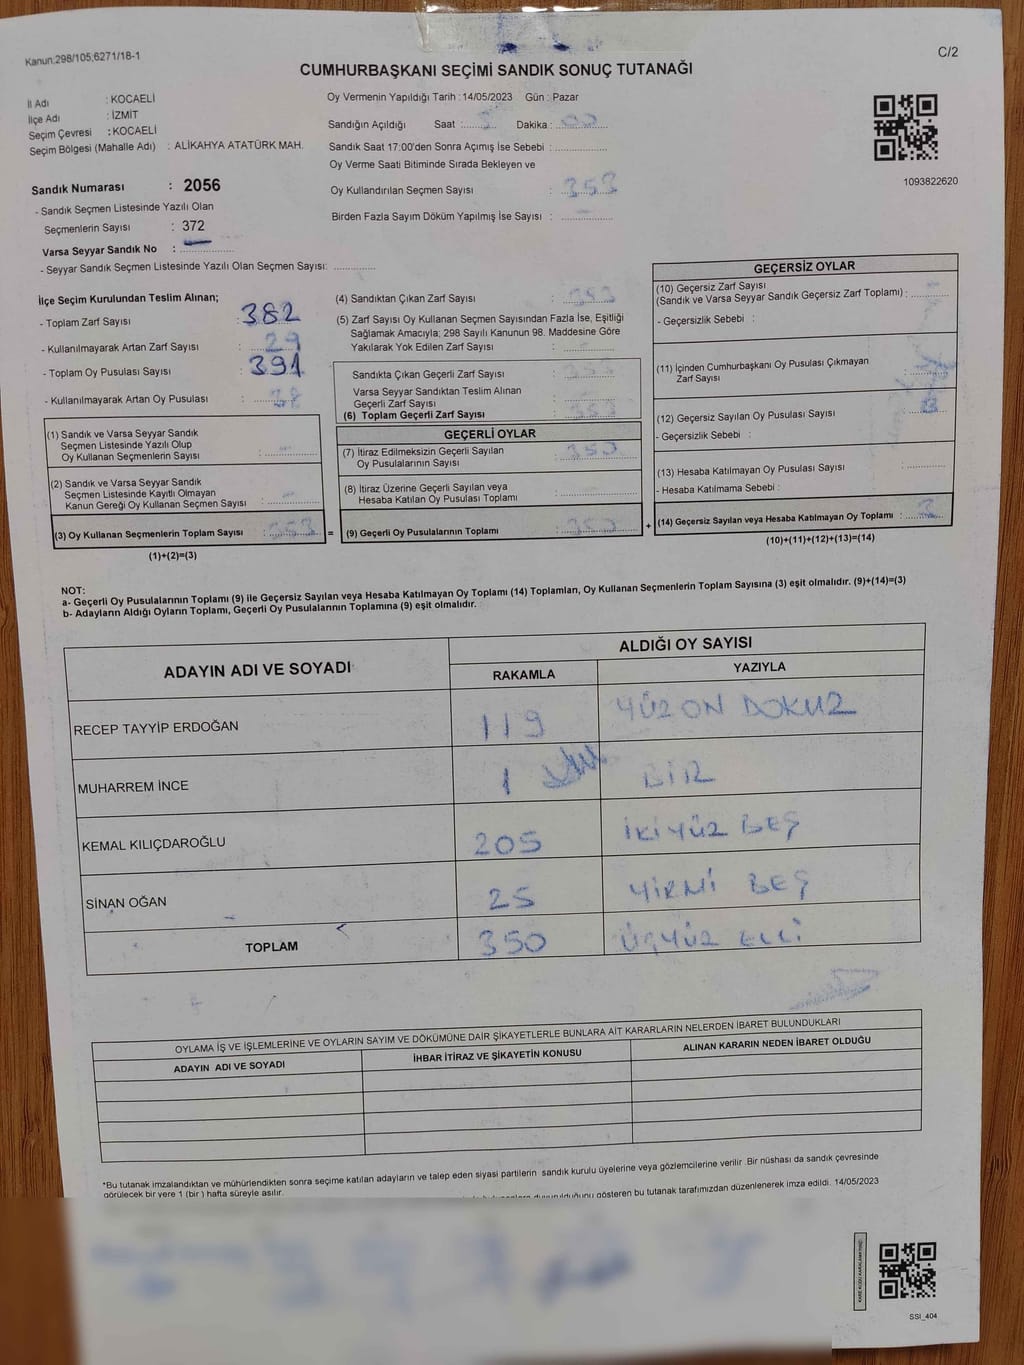 Kanun:298/105;6271/18-1
C/2
CUMHURBAŞKANI SEÇİMİ SANDIK SONUÇ TUTANAĞI
İl Adı : KOCAELİ
İlçe Adı : İZMİT
Seçim Çevresi : KOCAELİ
Seçim Bölgesi (Mahalle Adı) : ALİKAHYA ATATÜRK MAH.
Sandık Numarası : 2056
- Sandık Seçmen Listesinde Yazılı Olan
Seçmenlerin Sayısı : 372
Varsa Seyyar Sandık No :
- Seyyar Sandık Seçmen Listesinde Yazılı Olan Seçmen Sayısı:
Oy Vermenin Yapıldığı Tarih : 14/05/2023 Gün : Pazar
Sandığın Açıldığı Saat : Dakika : 00
Sandık Saat 17:00'den Sonra Açımış İse Sebebi :
Oy Verme Saati Bitiminde Sırada Bekleyen ve
Oy Kullandırılan Seçmen Sayısı : 353
Birden Fazla Sayım Döküm Yapılmış İse Sayısı : -
1093822620
İlçe Seçim Kurulundan Teslim Alınan;
- Toplam Zarf Sayısı : 382
- Kullanılmayarak Artan Zarf Sayısı : 29
- Toplam Oy Pusulası Sayısı : 391
- Kullanılmayarak Artan Oy Pusulası : 38
(1) Sandık ve Varsa Seyyar Sandık
Seçmen Listesinde Yazılı Olup
Oy Kullanan Seçmenlerin Sayısı :
(2) Sandık ve Varsa Seyyar Sandık
Seçmen Listesinde Kayıtlı Olmayan
Kanun Gereği Oy Kullanan Seçmen Sayısı : -
(3) Oy Kullanan Seçmenlerin Toplam Sayısı : 353
(1)+(2)=(3)
(4) Sandıktan Çıkan Zarf Sayısı : 353
(5) Zarf Sayısı Oy Kullanan Seçmen Sayısından Fazla İse, Eşitliği
Sağlamak Amacıyla; 298 Sayılı Kanunun 98. Maddesine Göre
Yakılarak Yok Edilen Zarf Sayısı : -
Sandıkta Çıkan Geçerli Zarf Sayısı : 353
Varsa Seyyar Sandıktan Teslim Alınan
Geçerli Zarf Sayısı : -
(6) Toplam Geçerli Zarf Sayısı : 353
GEÇERLİ OYLAR
(7) İtiraz Edilmeksizin Geçerli Sayılan
Oy Pusulalarının Sayısı : 350
(8) İtiraz Üzerine Geçerli Sayılan veya
Hesaba Katılan Oy Pusulası Toplamı : -
= (9) Geçerli Oy Pusulalarının Toplamı : 350 +
GEÇERSİZ OYLAR
(10) Geçersiz Zarf Sayısı
(Sandık ve Varsa Seyyar Sandık Geçersiz Zarf Toplamı) : -
- Geçersizlik Sebebi :
(11) İçinden Cumhurbaşkanı Oy Pusulası Çıkmayan
Zarf Sayısı :
(12) Geçersiz Sayılan Oy Pusulası Sayısı :
- Geçersizlik Sebebi :
(13) Hesaba Katılmayan Oy Pusulası Sayısı :
- Hesaba Katılmama Sebebi :
(14) Geçersiz Sayılan veya Hesaba Katılmayan Oy Toplamı : 3
(10)+(11)+(12)+(13)=(14)
NOT:
a- Geçerli Oy Pusulalarının Toplamı (9) ile Geçersiz Sayılan veya Hesaba Katılmayan Oy Toplamı (14) Toplamları, Oy Kullanan Seçmenlerin Toplam Sayısına (3) eşit olmalıdır. (9)+(14)=(3)
b- Adayların Aldığı Oyların Toplamı, Geçerli Oy Pusulalarının Toplamına (9) eşit olmalıdır.
ADAYIN ADI VE SOYADI ALDIĞI OY SAYISI
RAKAMLA YAZIYLA
RECEP TAYYİP ERDOĞAN 119 YÜZ ON DOKUZ
MUHARREM İNCE 1 BİR
KEMAL KILIÇDAROĞLU 205 İKİYÜZ BEŞ
SİNAN OĞAN 25 YİRMİ BEŞ
TOPLAM 350 ÜÇYÜZ ELLİ
OYLAMA İŞ VE İŞLEMLERİNE VE OYLARIN SAYIM VE DÖKÜMÜNE DAİR ŞİKAYETLERLE BUNLARA AİT KARARLARIN NELERDEN İBARET BULUNDUKLARI
ADAYIN ADI VE SOYADI İHBAR İTİRAZ VE ŞİKAYETİN KONUSU ALINAN KARARIN NEDEN İBARET OLDUĞU
*Bu tutanak imzalandıktan ve mühürlendikten sonra seçime katılan adayların ve talep eden siyasi partilerin sandık kurulu üyelerine veya gözlemcilerine verilir. Bir nüshası da sandık çevresinde
görülecek bir yere 1 (bir) hafta süreyle asılır.
gösteren bu tutanak tarafımızdan düzenlenerek imza edildi. 14/05/2023
SSI_404